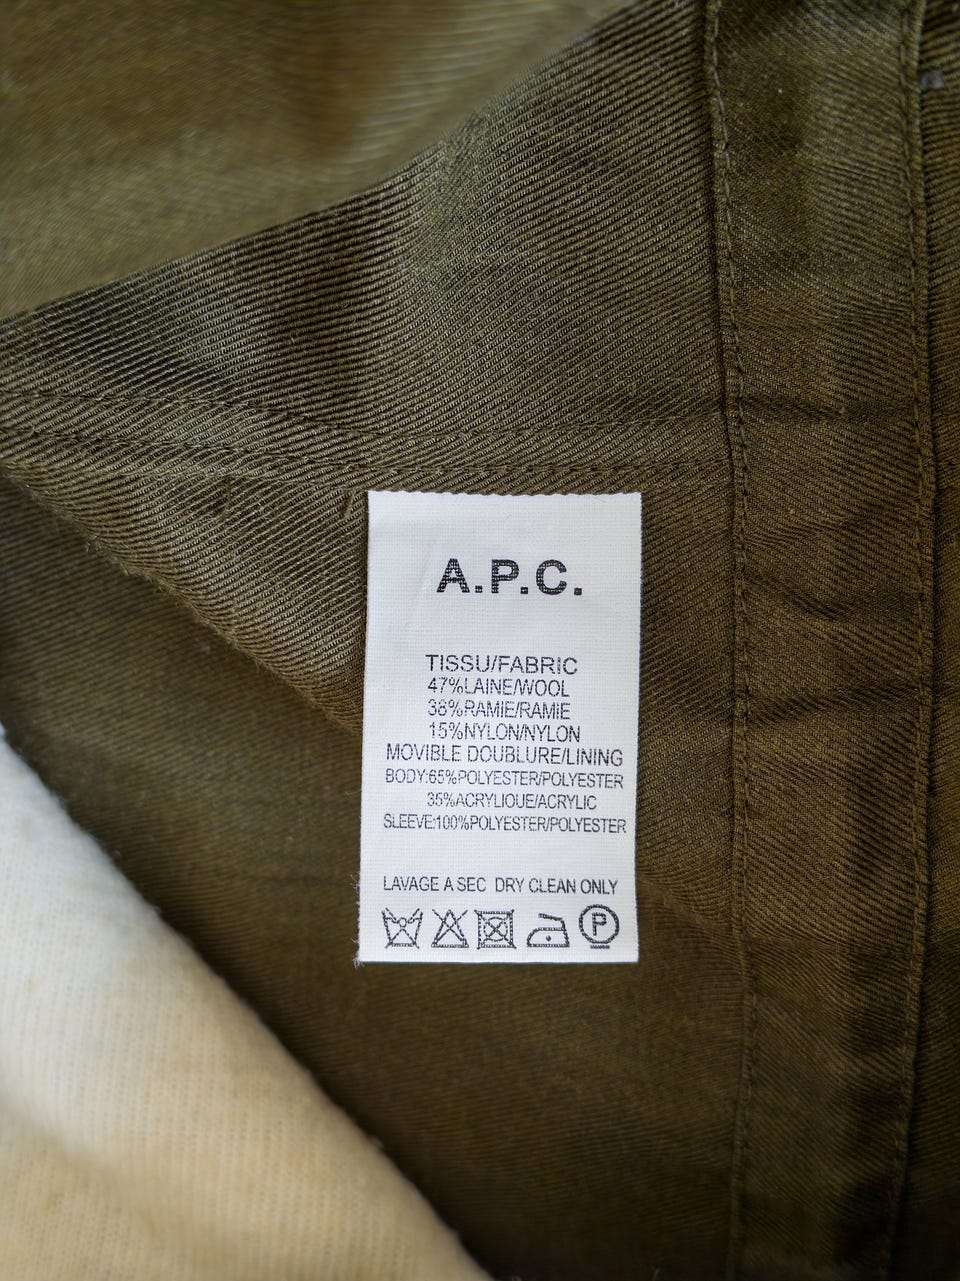 A.P.C.
TISSU/FABRIC
47%LAINE/WOOL
38%RAMIE/RAMIE
15%NYLON/NYLON
MOVIBLE DOUBLURE/LINING
BODY:65%POLYESTER/POLYESTER
35%ACRYLIOUE/ACRYLIC
SLEEVE:100%POLYESTER/POLYESTER
LAVAGE A SEC DRY CLEAN ONLY
P